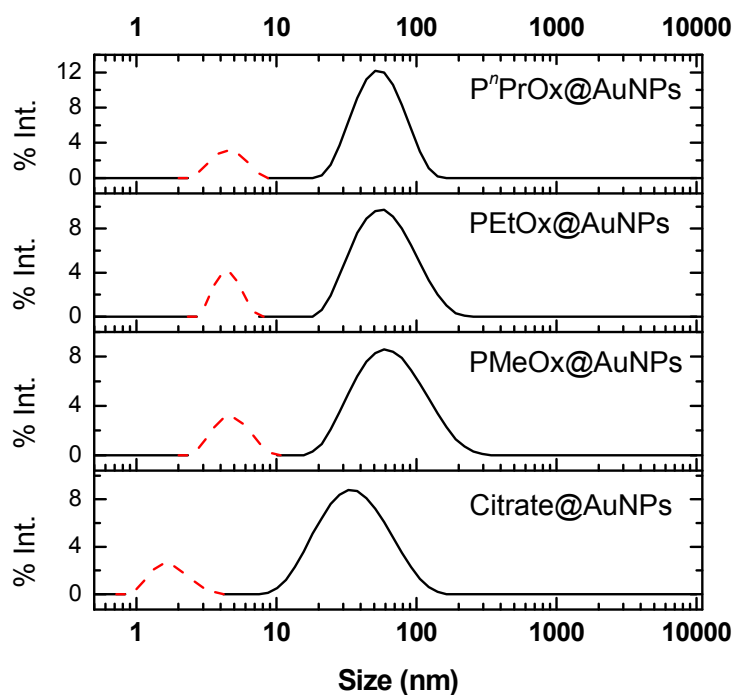 1 10 100 1000 10000
12
8
4
0
% Int.
PⁿPrOx@AuNPs
8
4
0
% Int.
PEtOx@AuNPs
8
4
0
% Int.
PMeOx@AuNPs
8
4
0
% Int.
Citrate@AuNPs
1 10 100 1000 10000
Size (nm)